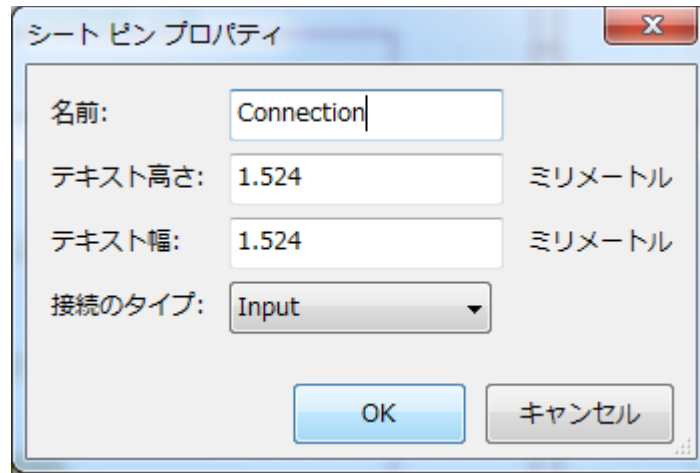 シート ピン プロパティ
名前: Connection
テキスト高さ: 1.524 ミリメートル
テキスト幅: 1.524 ミリメートル
接続のタイプ: Input
OK キャンセル